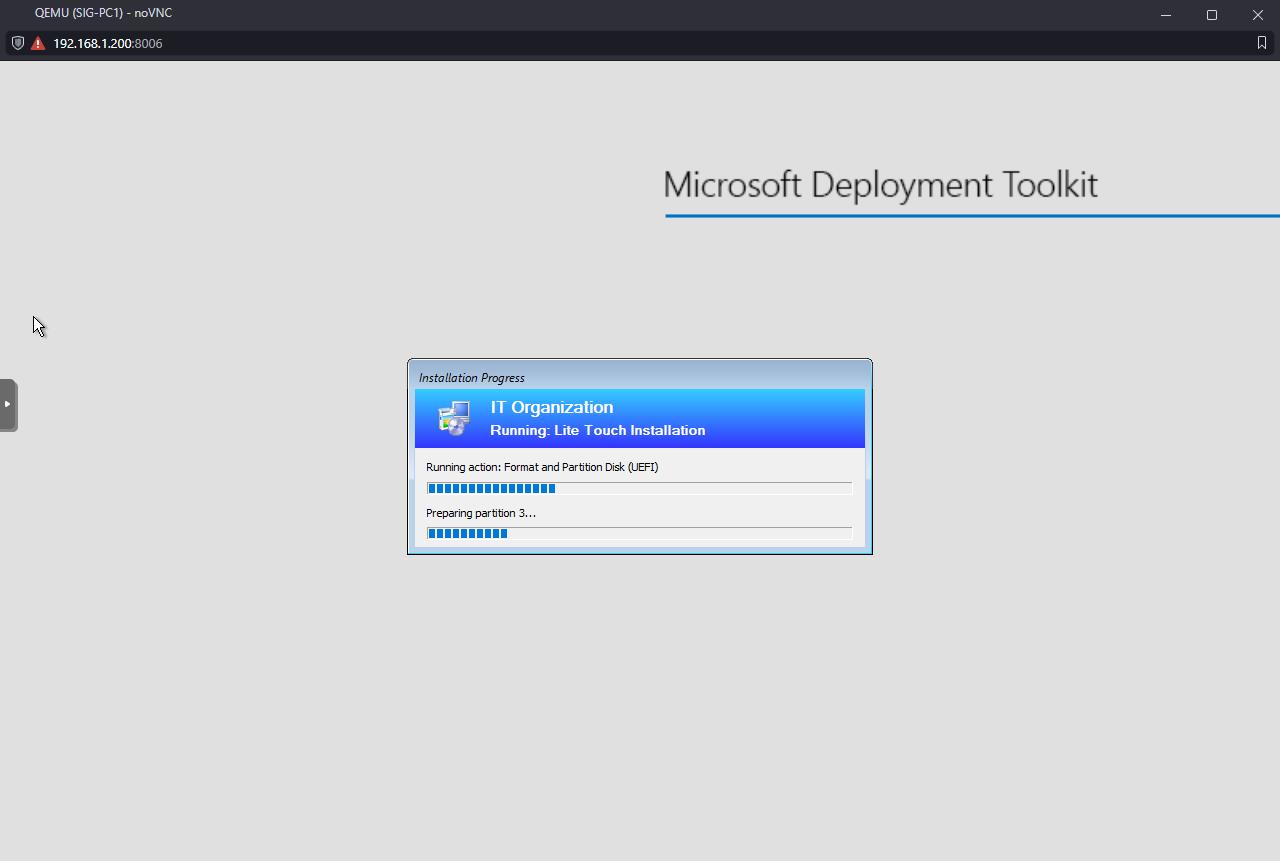 QEMU (SIG-PC1) - noVNC
192.168.1.200:8006
Microsoft Deployment Toolkit
Installation Progress
IT Organization
Running: Lite Touch Installation
Running action: Format and Partition Disk (UEFI)
Preparing partition 3...